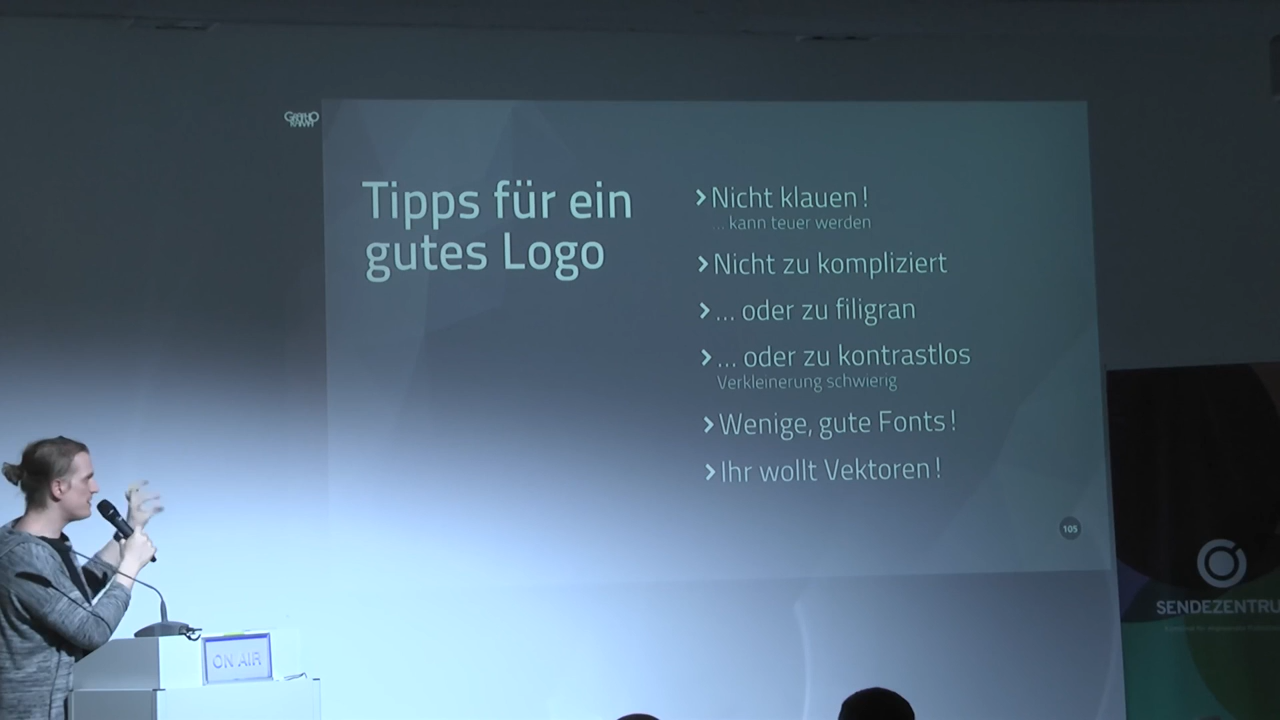 Tipps für ein
gutes Logo
Nicht klauen!
... kann teuer werden
Nicht zu kompliziert
... oder zu filigran
... oder zu kontrastlos
Verkleinerung schwierig
Wenige, gute Fonts!
Ihr wollt Vektoren!
105
ON AIR
SENDEZENTRU